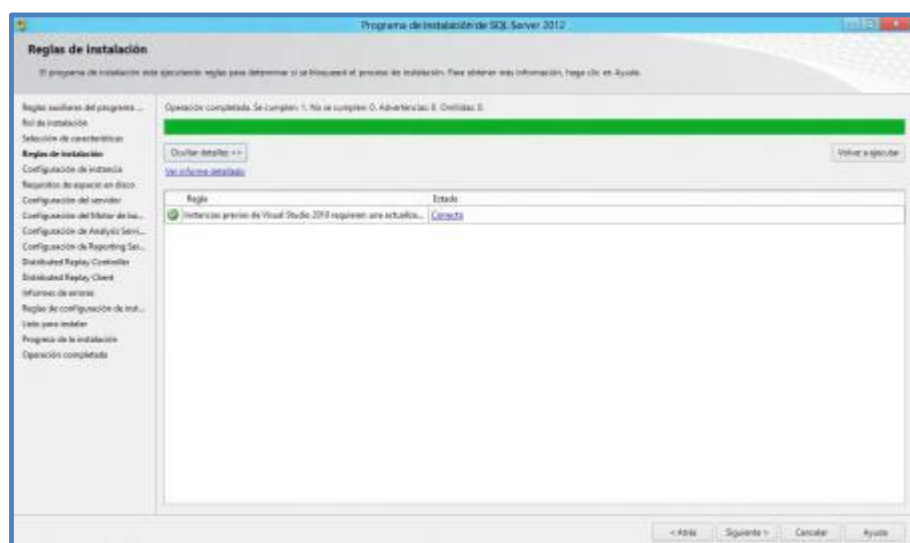 Programa de instalación de SQL Server 2012
Reglas de instalación
El programa de instalación está ejecutando reglas para determinar si se bloqueará el proceso de instalación. Para obtener más información, haga clic en Ayuda.
Reglas auxiliares del programa ...
Rol de instalación
Selección de características
Reglas de instalación
Configuración de instancia
Requisitos de espacio en disco
Configuración del servidor
Configuración del Motor de ba...
Configuración de Analysis Servi...
Configuración de Reporting Ser...
Distributed Replay Controller
Distributed Replay Client
Informes de errores
Reglas de configuración de inst...
Listo para instalar
Progreso de la instalación
Operación completada
Operación completada. Se cumplen: 1. No se cumplen: 0. Advertencias: 0. Omitidas: 0.
Ocultar detalles <<
Volver a ejecutar
Ver informe detallado
Regla Estado
Instancias previas de Visual Studio 2010 requieren una actualiza... Correcto
< Atrás Siguiente > Cancelar Ayuda